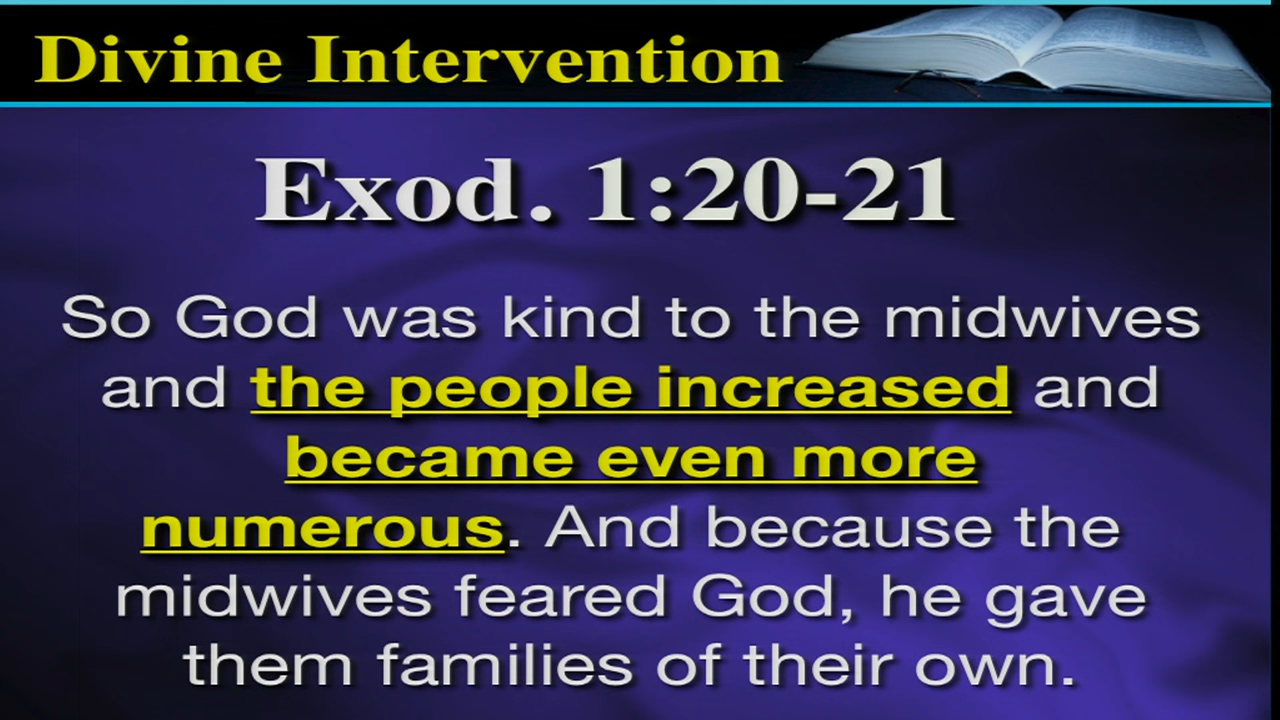 Divine Intervention
Exod. 1:20-21
So God was kind to the midwives
and the people increased and
became even more
numerous. And because the
midwives feared God, he gave
them families of their own.